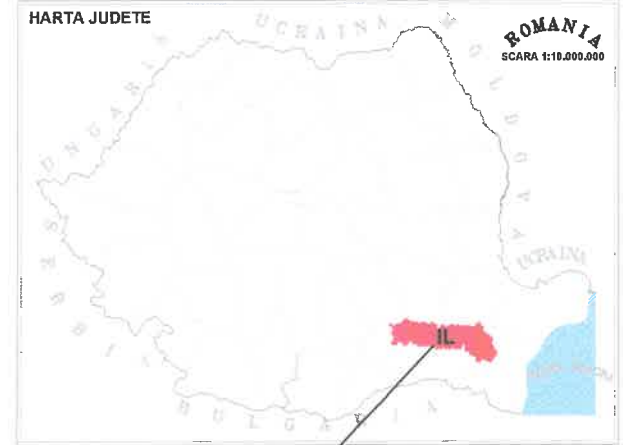 HARTA JUDETE
ROMANIA
SCARA 1:10.000.000
UCRAINA
MOLDOVA
UNGARIA
SERBIA
UCRAINA
IL
BULGARIA